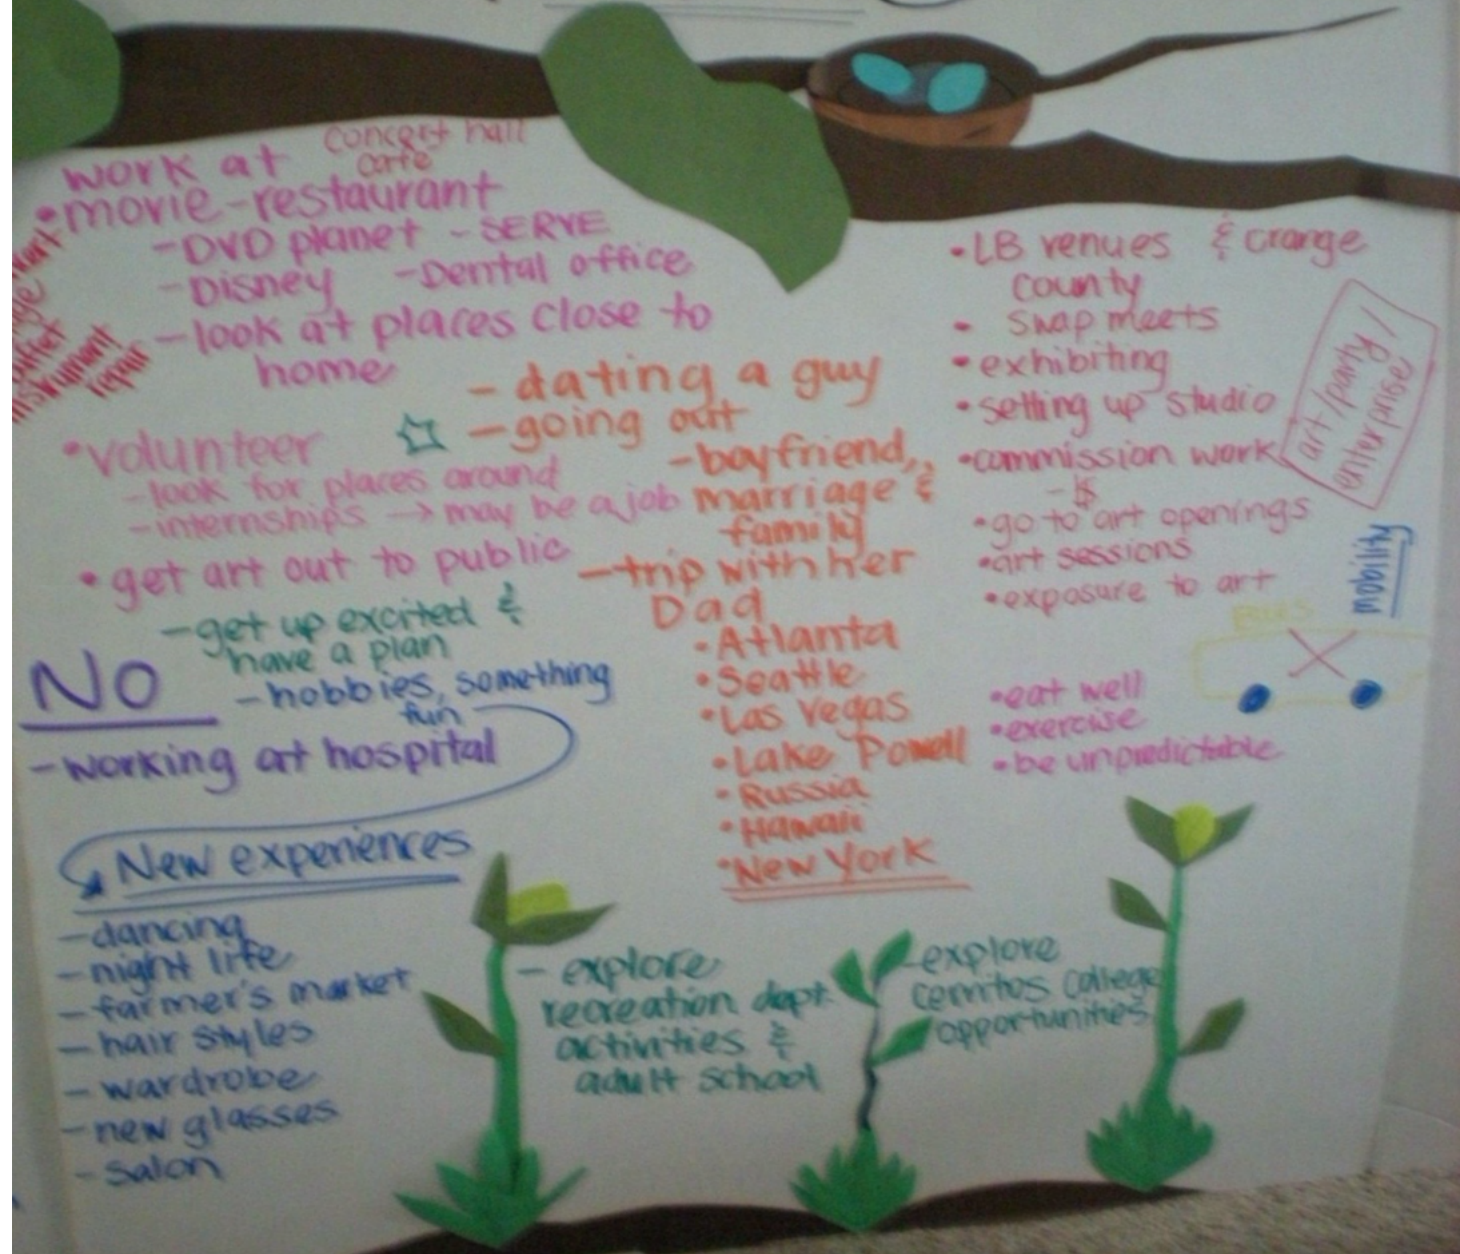 concert hall
cafe
work at
•movie-restaurant
-DVD planet -SERVE
-Disney -Dental office
-look at places close to
home
instrument
repair
•volunteer
-look for places around
-internships → may be a job
•get art out to public
-get up excited &
have a plan
-hobbies, something
fun
NO
-working at hospital
New experiences
-dancing
-night life
-farmer's market
-hair styles
-wardrobe
-new glasses
-salon
-dating a guy
-going out
-boyfriend,
marriage &
family
-trip with her
Dad
•Atlanta
•Seattle
•Las Vegas
•Lake Powell
•Russia
•Hawaii
•New York
•LB venues & orange
county
• swap meets
•exhibiting
•setting up studio
•commission work
-$
•go to art openings
•art sessions
•exposure to art
art/party/
enterprise
mobility
BUS
•eat well
•exercise
•be unpredictable
- explore
recreation dept.
activities &
adult school
-explore
cerritos college
opportunities